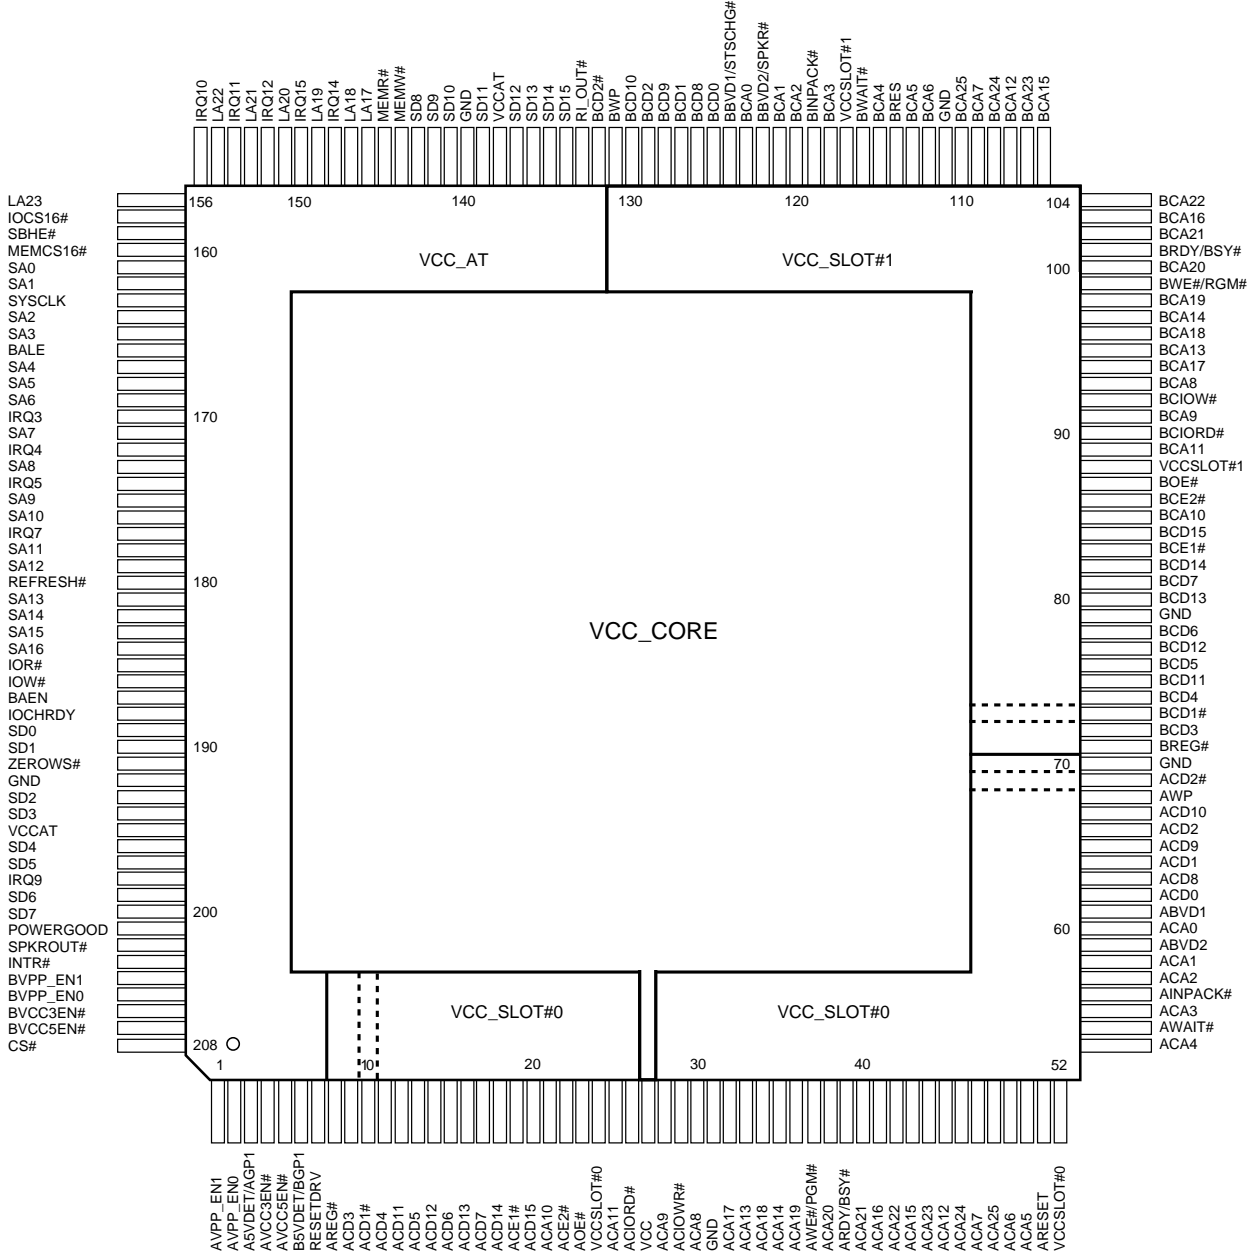 IRQ10
LA22
IRQ11
LA21
IRQ12
LA20
IRQ15
LA19
IRQ14
LA18
LA17
MEMR#
MEMW#
SD8
SD9
SD10
GND
SD11
VCCAT
SD12
SD13
SD14
SD15
RI_OUT#
BCD2#
BWP
BCD10
BCD2
BCD9
BCD1
BCD8
BCD0
BBVD1/STSCHG#
BCA0
BBVD2/SPKR#
BCA1
BCA2
BINPACK#
BCA3
VCCSLOT#1
BWAIT#
BCA4
BRES
BCA5
BCA6
GND
BCA25
BCA7
BCA24
BCA12
BCA23
BCA15
156 150 140 130 120 110 104
LA23
IOCS16#
SBHE#
MEMCS16#
SA0
SA1
SYSCLK
SA2
SA3
BALE
SA4
SA5
SA6
IRQ3
SA7
IRQ4
SA8
IRQ5
SA9
SA10
IRQ7
SA11
SA12
REFRESH#
SA13
SA14
SA15
SA16
IOR#
IOW#
BAEN
IOCHRDY
SD0
SD1
ZEROWS#
GND
SD2
SD3
VCCAT
SD4
SD5
IRQ9
SD6
SD7
POWERGOOD
SPKROUT#
INTR#
BVPP_EN1
BVPP_EN0
BVCC3EN#
BVCC5EN#
CS#
160
170
180
190
200
208
VCC_AT
VCC_SLOT#1
VCC_CORE
VCC_SLOT#0
VCC_SLOT#0
100
90
80
70
60
BCA22
BCA16
BCA21
BRDY/BSY#
BCA20
BWE#/RGM#
BCA19
BCA14
BCA18
BCA13
BCA17
BCA8
BCIOW#
BCA9
BCIORD#
BCA11
VCCSLOT#1
BOE#
BCE2#
BCA10
BCD15
BCE1#
BCD14
BCD7
BCD13
GND
BCD6
BCD12
BCD5
BCD11
BCD4
BCD1#
BCD3
BREG#
GND
ACD2#
AWP
ACD10
ACD2
ACD9
ACD1
ACD8
ACD0
ABVD1
ACA0
ABVD2
ACA1
ACA2
AINPACK#
ACA3
AWAIT#
ACA4
1 10 20 30 40 52
AVPP_EN1
AVPP_EN0
A5VDET/AGP1
AVCC3EN#
AVCC5EN#
B5VDET/BGP1
RESETDRV
AREG#
ACD3
ACD1#
ACD4
ACD11
ACD5
ACD12
ACD6
ACD13
ACD7
ACD14
ACE1#
ACD15
ACA10
ACE2#
AOE#
VCCSLOT#0
ACA11
ACIORD#
VCC
ACA9
ACIOWR#
ACA8
GND
ACA17
ACA13
ACA18
ACA14
ACA19
AWE#/PGM#
ACA20
ARDY/BSY#
ACA21
ACA16
ACA22
ACA15
ACA23
ACA12
ACA24
ACA7
ACA25
ACA6
ACA5
ARESET
VCCSLOT#0